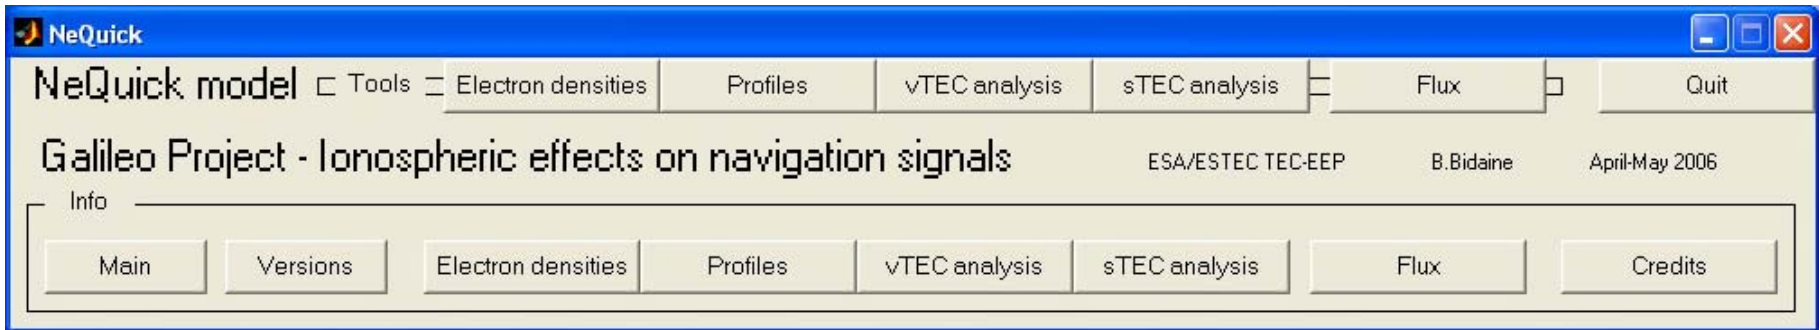 NeQuick
NeQuick model Tools Electron densities Profiles vTEC analysis sTEC analysis Flux Quit
Galileo Project - Ionospheric effects on navigation signals ESA/ESTEC TEC-EEP B.Bidaine April-May 2006
Info
Main Versions Electron densities Profiles vTEC analysis sTEC analysis Flux Credits